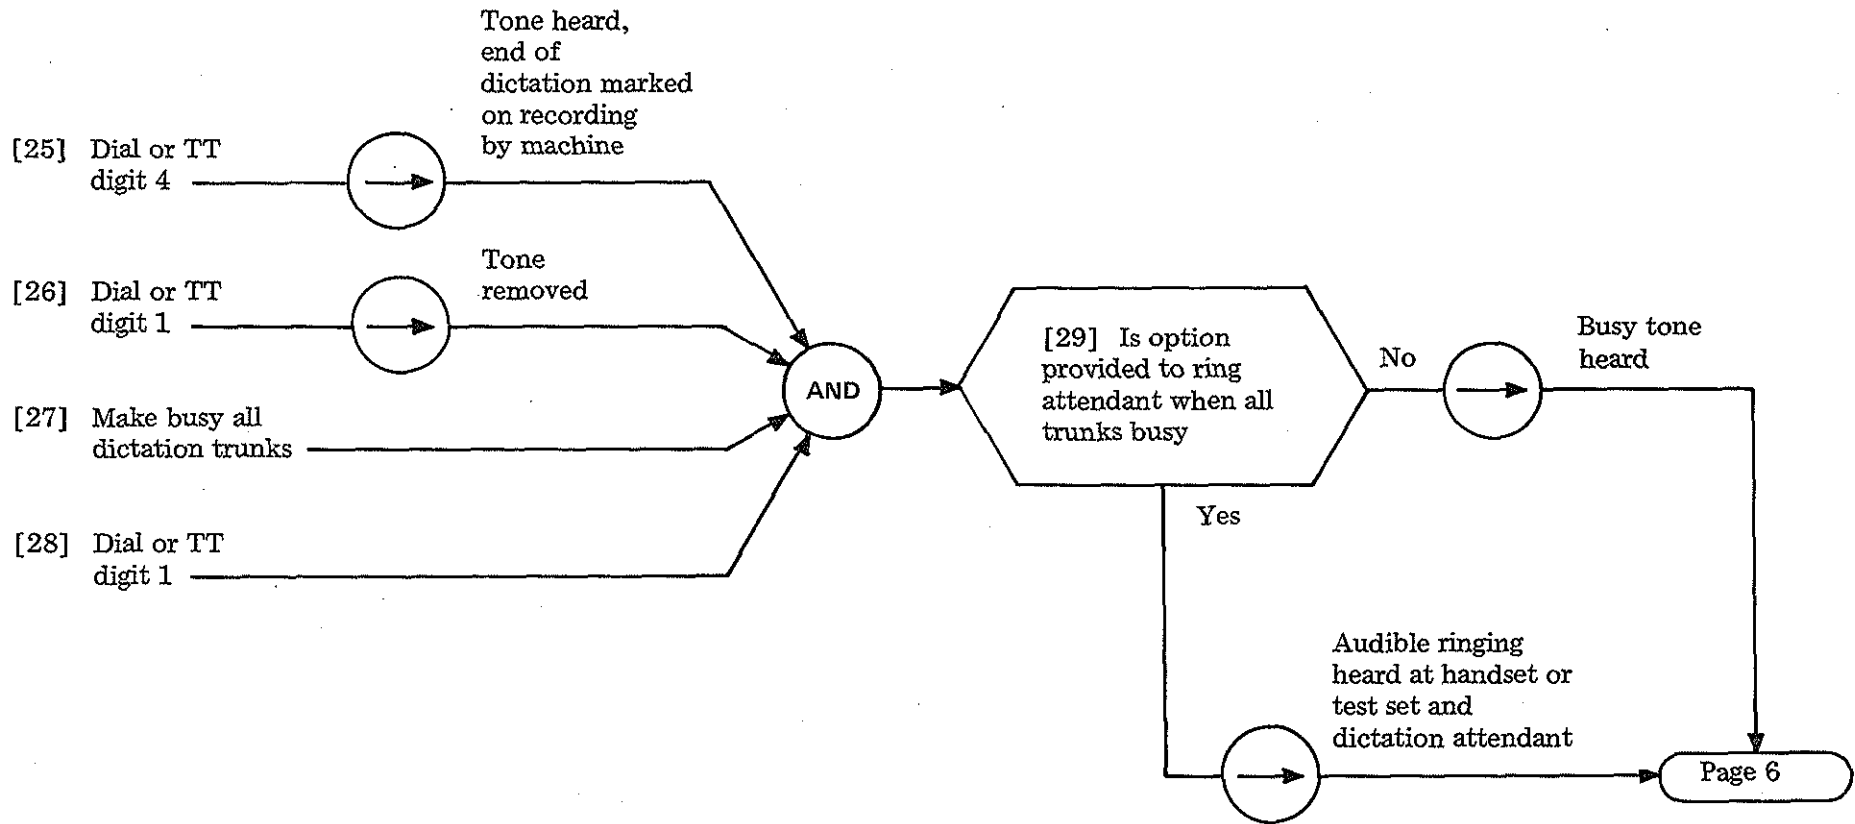 Tone heard,
end of
dictation marked
on recording
by machine
[25] Dial or TT
digit 4
Tone
removed
[26] Dial or TT
digit 1
[27] Make busy all
dictation trunks
[28] Dial or TT
digit 1
AND
[29] Is option
provided to ring
attendant when all
trunks busy
No
Busy tone
heard
Yes
Audible ringing
heard at handset or
test set and
dictation attendant
Page 6